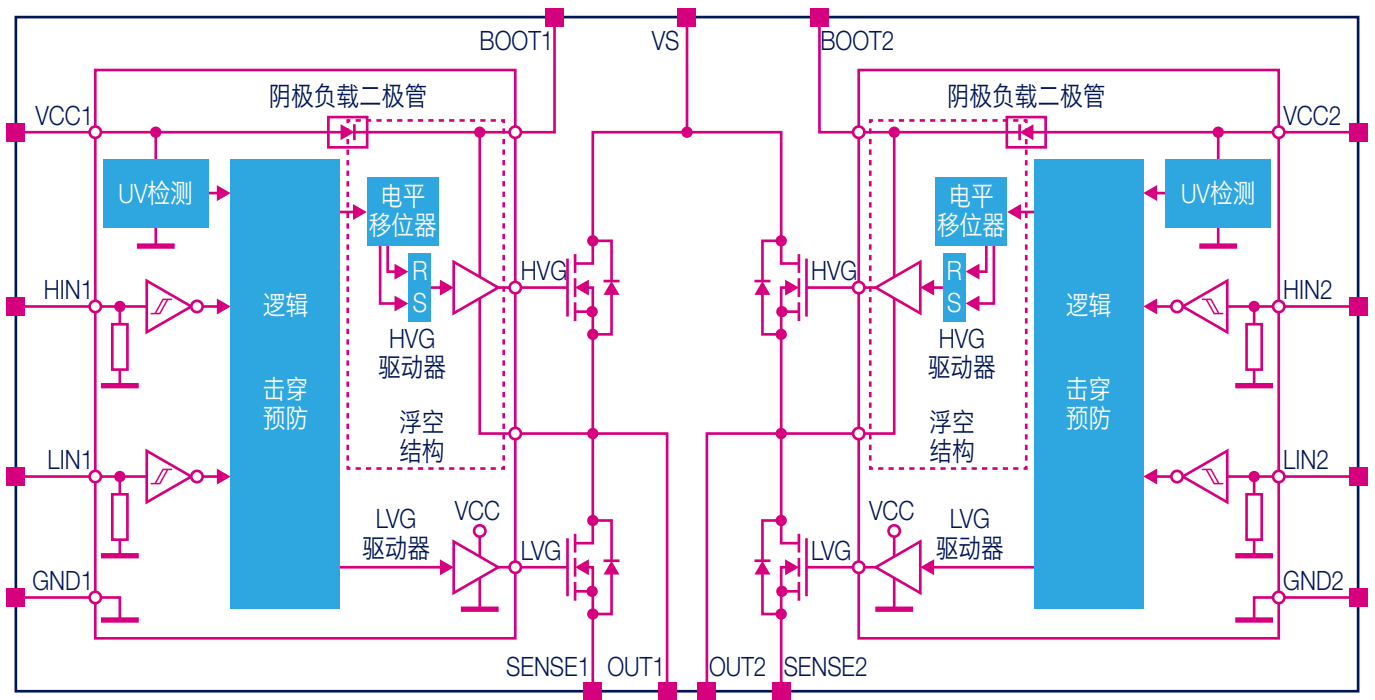 BOOT1
VS
BOOT2
阴极负载二极管
阴极负载二极管
VCC1
VCC2
UV检测
电平
移位器
电平
移位器
UV检测
HIN1
逻辑
R
S
HVG
HVG
R
S
逻辑
HIN2
HVG
驱动器
HVG
驱动器
击穿
预防
击穿
预防
浮空
结构
浮空
结构
LIN1
LIN2
LVG
驱动器
VCC
VCC
LVG
驱动器
LVG
LVG
GND1
GND2
SENSE1
OUT1
OUT2
SENSE2